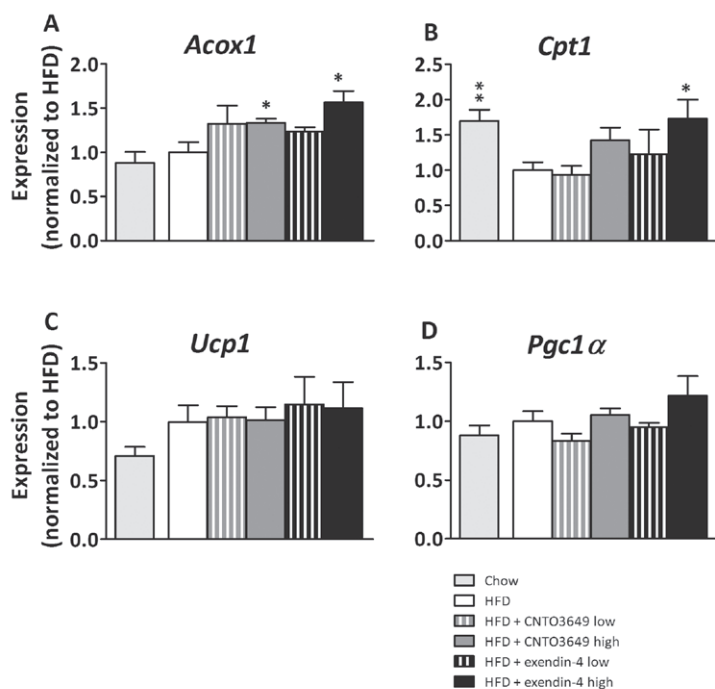 A
Acox1
Expression
(normalized to HFD)
2.0
1.5
1.0
0.5
0.0
*
*
B
Cpt1
2.5
2.0
1.5
1.0
0.5
0.0
**
*
C
Ucp1
Expression
(normalized to HFD)
1.5
1.0
0.5
0.0
D
Pgc1α
1.5
1.0
0.5
0.0
Chow
HFD
HFD + CNTO3649 low
HFD + CNTO3649 high
HFD + exendin-4 low
HFD + exendin-4 high